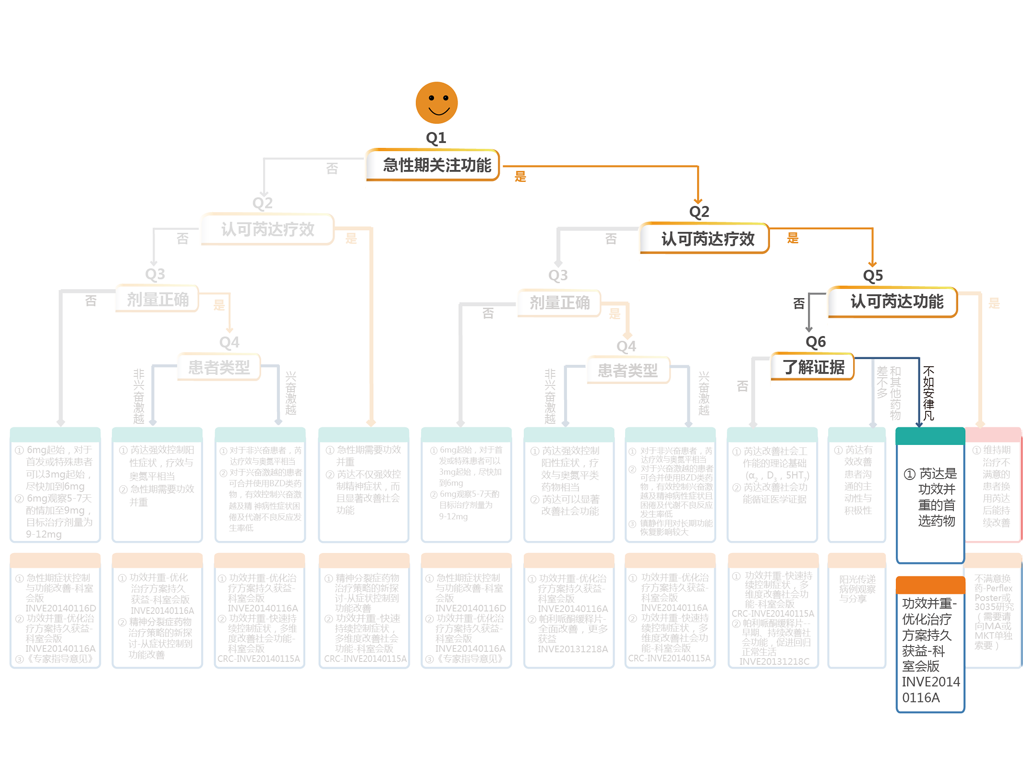 Q1
急性期关注功能
否
是
Q2
认可芮达疗效
否
是
Q2
认可芮达疗效
否
是
Q3
剂量正确
否
是
Q3
剂量正确
否
是
Q5
认可芮达功能
否
是
Q4
患者类型
非兴奋激越
兴奋激越
Q4
患者类型
非兴奋激越
兴奋激越
Q6
了解证据
否
差不多
和其他药物
不如安律凡
① 6mg起始，对于
首发或特殊患者
可以3mg起始，
尽快加到6mg
② 6mg观察5-7天
酌情加至9mg，
目标治疗剂量为
9-12mg
① 芮达强效控制阳
性症状，疗效与
奥氮平相当
② 急性期需要功效
并重
① 对于非兴奋患者，芮
达疗效与奥氮平相当
② 对于兴奋激越的患者
可合并使用BZD类药
物，有效控制兴奋激
越及精神病性症状困
倦及代谢不良反应发
生率低
① 急性期需要功效
并重
② 芮达不仅强效控
制精神症状，而
且显著改善社会
功能
① 6mg起始，对于首
发或特殊患者可以
3mg起始，尽快加
到6mg
② 6mg观察5-7天酌
情加至9mg，
目标治疗剂量为
9-12mg
① 芮达强效控制
阳性症状，疗
效与奥氮平类
药物相当
② 芮达可以显著
改善社会功能
① 对于非兴奋患者，芮
达疗效与奥氮平相当
② 对于兴奋激越的患者
可合并使用BZD类药
物，有效控制兴奋激
越及精神病性症状且
困倦及代谢不良反应
发生率低
③ 镇静作用对长期功能
恢复影响较大
① 芮达改善社会工
作能的理论基础
(α₂，D₃，5HT₇)
② 芮达改善社会功
能循证医学证据
① 芮达有
效改善
患者沟
通的主
动性与
积极性
① 芮达是
功效并
重的首
选药物
① 维持期
治疗不
满意的
患者换
用芮达
后能持
续改善
① 急性期症状控制
与功能改善-科室
会版
INVE20140116D
② 功效并重-优化治
疗方案持久获益-
科室会版
INVE20140116A
③《专家指导意见》
① 功效并重-优化
治疗方案持久
获益-科室会版
INVE20140116A
② 精神分裂症药物
治疗策略的新探
讨-从症状控制到
功能改善
① 功效并重-优化治
疗方案持久获益-
科室会版
INVE20140116A
② 功效并重-快速持
续控制症状，多维
度改善社会功能-
科室会版
CRC-INVE20140115A
① 精神分裂症药物
治疗策略的新探
讨-从症状控制到
功能改善
② 功效并重-快速
持续控制症状，
多维度改善社会
功能-科室会版
CRC-INVE20140115A
① 急性期症状控制
与功能改善-科室
会版
INVE20140116D
② 功效并重-优化治
疗方案持久获益-
科室会版
INVE20140116A
③《专家指导意见》
① 功效并重-优化治
疗方案持久获益-
科室会版
INVE20140116A
② 帕利哌酮缓释片-
全面改善，更多
获益
INVE20131218A
① 功效并重-优化治
疗方案持久获益-
科室会版
INVE20140116A
② 功效并重-快速持
续控制症状，多维
度改善社会功
能-科室会版
CRC-INVE20140115A
① 功效并重-快速持
续控制症状，多
维度改善社会功
能-科室会版
CRC-INVE20140115A
② 帕利哌酮缓释片--
早期、持续改善社
会功能，促进回归
正常生活
INVE20131218C
阳光传递
病例观察
与分享
功效并重-
优化治疗
方案持久
获益-科
室会版
INVE2014
0116A
不满意换
药-Perflex
Poster或
3035研究
（需要请
问MA或
MKT单独
索要）